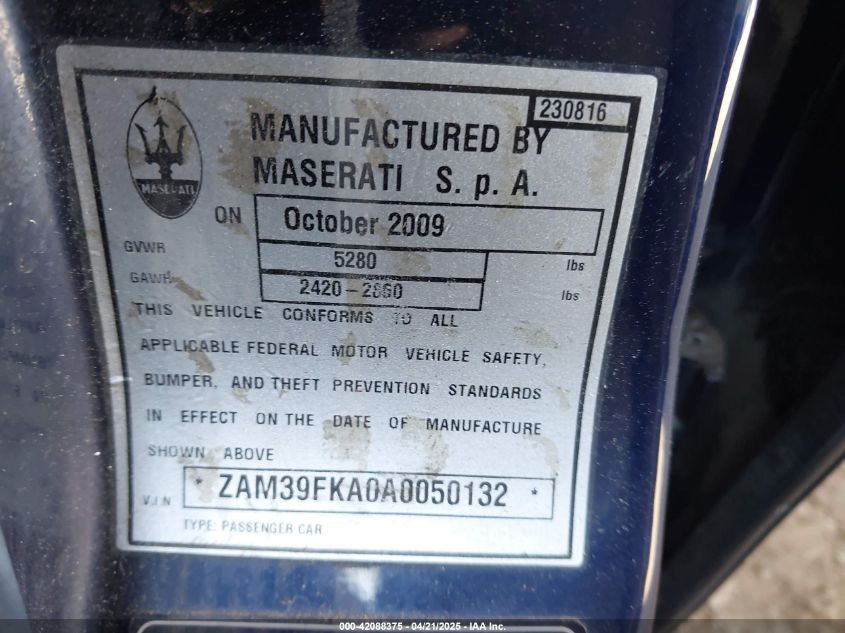 230816
MANUFACTURED BY
MASERATI S. p. A.
MASERATI
ON October 2009
GVWR 5280 lbs
GAWR 2420-2860 lbs
THIS VEHICLE CONFORMS TO ALL
APPLICABLE FEDERAL MOTOR VEHICLE SAFETY,
BUMPER, AND THEFT PREVENTION STANDARDS
IN EFFECT ON THE DATE OF MANUFACTURE
SHOWN ABOVE
V.I.N * ZAM39FKA0A0050132 *
TYPE: PASSENGER CAR
000-42088375 - 04/21/2025 - IAA Inc.